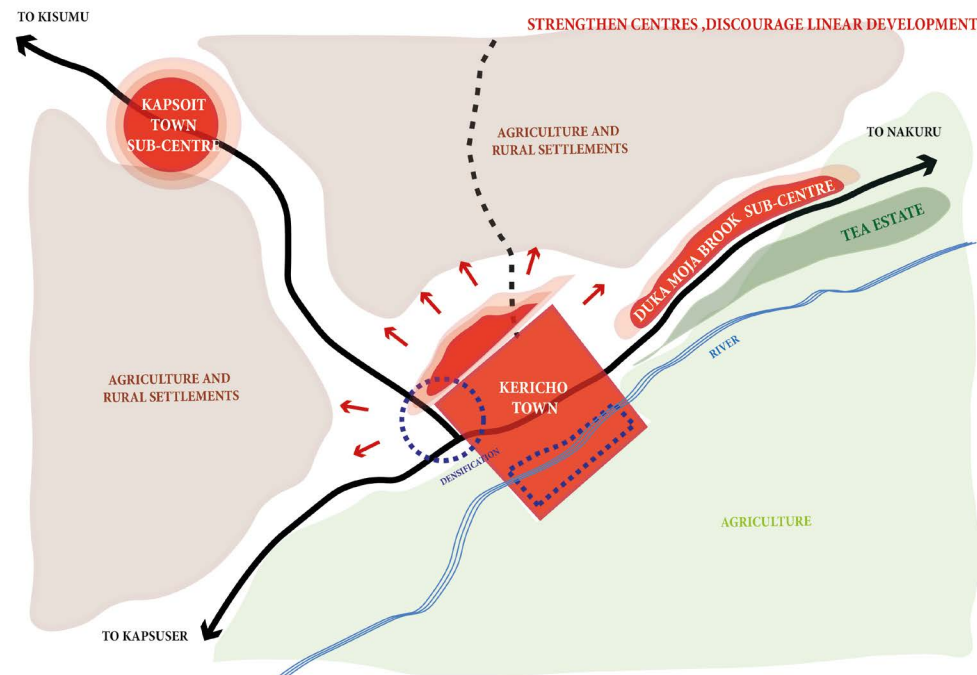 TO KISUMU
STRENGTHEN CENTRES ,DISCOURAGE LINEAR DEVELOPMENT
KAPSOIT
TOWN
SUB-CENTRE
AGRICULTURE AND
RURAL SETTLEMENTS
TO NAKURU
DUKA MOJA BROOK SUB-CENTRE
TEA ESTATE
RIVER
AGRICULTURE AND
RURAL SETTLEMENTS
KERICHO
TOWN
DENSIFICATION
AGRICULTURE
TO KAPSUSER